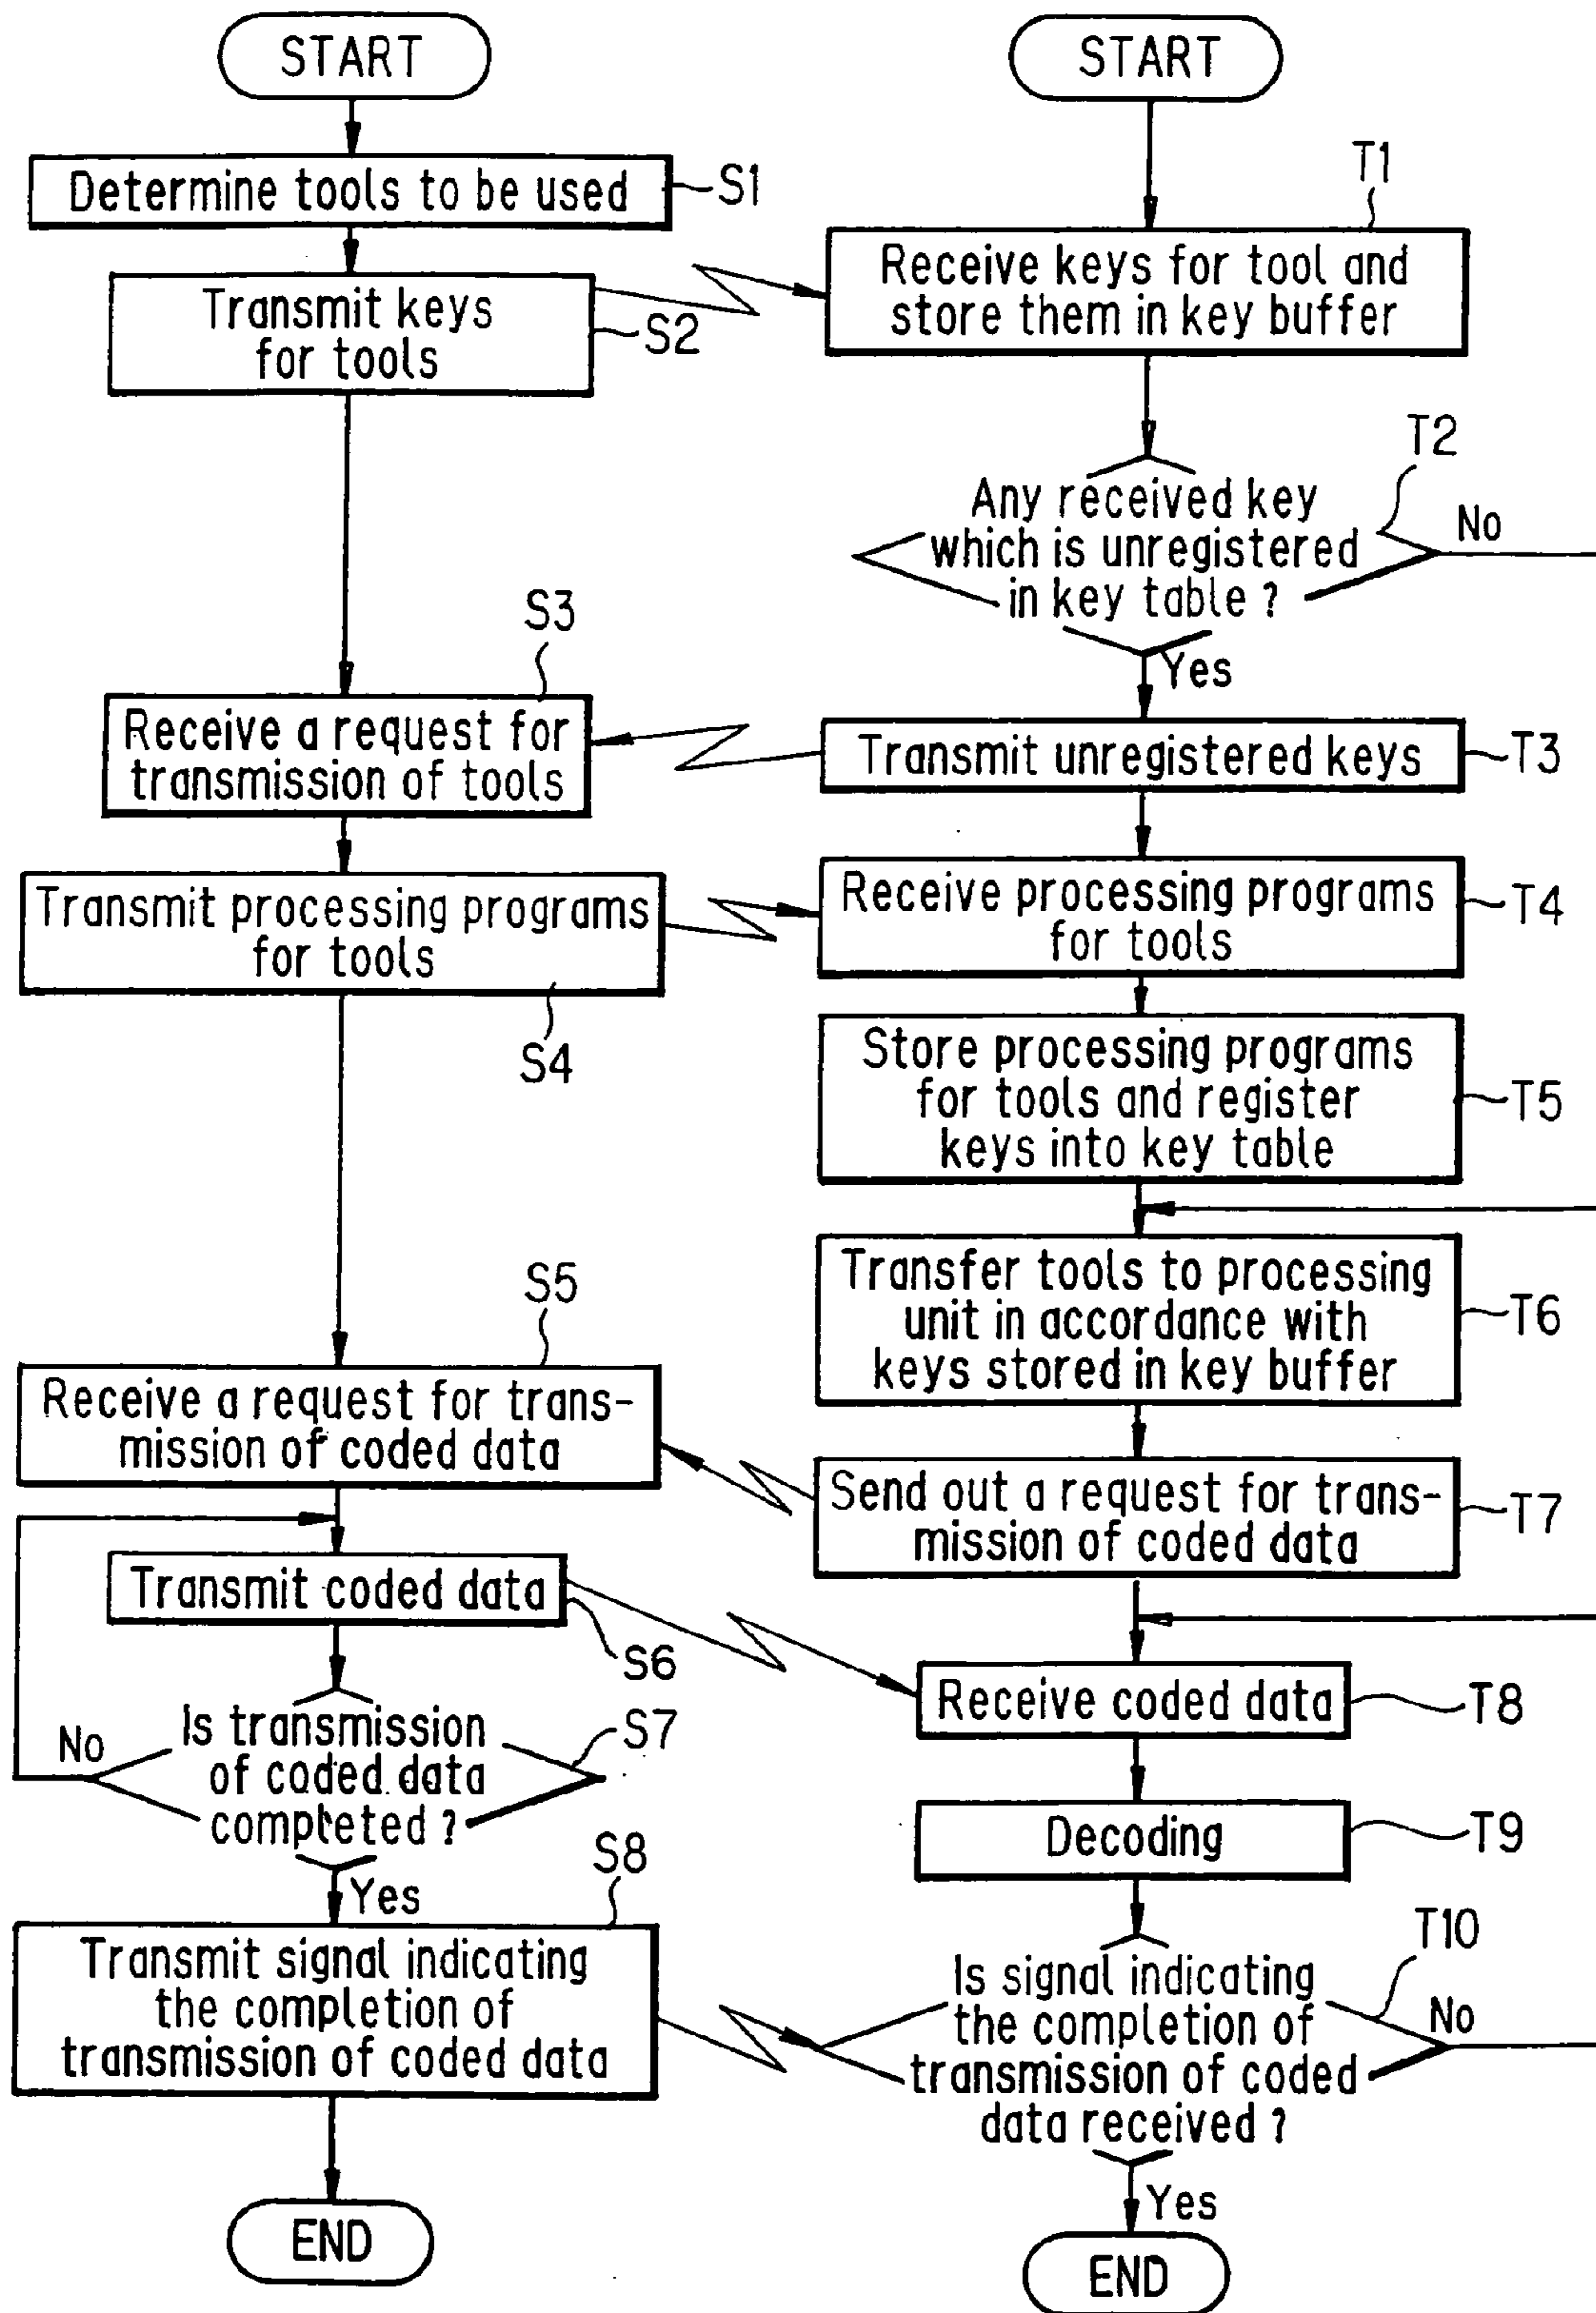 START
Determine tools to be used
S1
Transmit keys
for tools
S2
S3
Receive a request for
transmission of tools
Transmit processing programs
for tools
S4
S5
Receive a request for trans-
mission of coded data
Transmit coded data
S6
Is transmission
of coded data
completed ?
S7
No
Yes
S8
Transmit signal indicating
the completion of
transmission of coded data
END
START
T1
Receive keys for tool and
store them in key buffer
T2
Any received key
which is unregistered
in key table ?
No
Yes
Transmit unregistered keys
T3
Receive processing programs
for tools
T4
Store processing programs
for tools and register
keys into key table
T5
Transfer tools to processing
unit in accordance with
keys stored in key buffer
T6
Send out a request for trans-
mission of coded data
T7
Receive coded data
T8
Decoding
T9
T10
Is signal indicating
the completion of
transmission of coded
data received ?
No
Yes
END